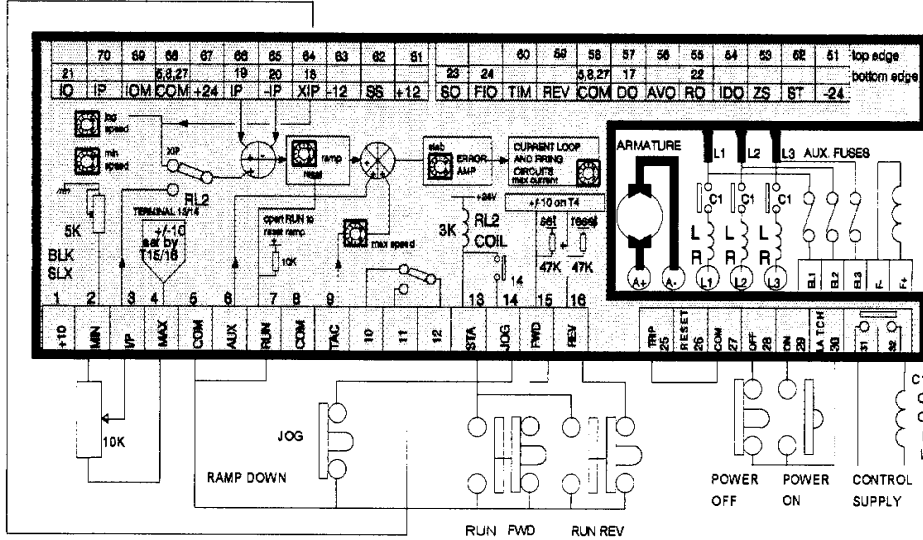 70 69 68 67 66 65 64 63 62 61 60 59 58 57 56 55 54 53 52 51 top edge
21 6,8,27 19 20 18 23 24 6,8,27 17 22 bottom edge
IO IP IOM COM +24 IP -IP XIP -12 SS +12 SO FIO TIM REV COM DO AVO RO IDO ZS ST -24
jog speed
min speed
XIP
RL2
5K
BLK
SLX
TERMINAL 15/14
+/-10
set by
T15/16
+ -
ramp
reset
open RUN to
reset ramp
10K
max speed
stab
ERROR
AMP
CURRENT LOOP
AND FIRING
CIRCUITS
max current
+24V
3K
RL2
COIL
14
+/-10 on T4
set
reset
47K
47K
ARMATURE
L1 L2 L3 AUX. FUSES
C1 C1 C1
L L L
R R R
A+ A- L1 L2 L3 EL1 EL2 EL3 F- F+
1 2 3 4 5 6 7 8 9 10 11 12 13 14 15 16
+10 MIN I/P MAX COM AUX RUN COM TAC STA JOG FWD REV
TRP 25 RESET 26 COM 27 OFF 28 ON 29 LATCH 30 31 32
10K
JOG
RAMP DOWN
RUN FWD
RUN REV
POWER
OFF
POWER
ON
CONTROL
SUPPLY